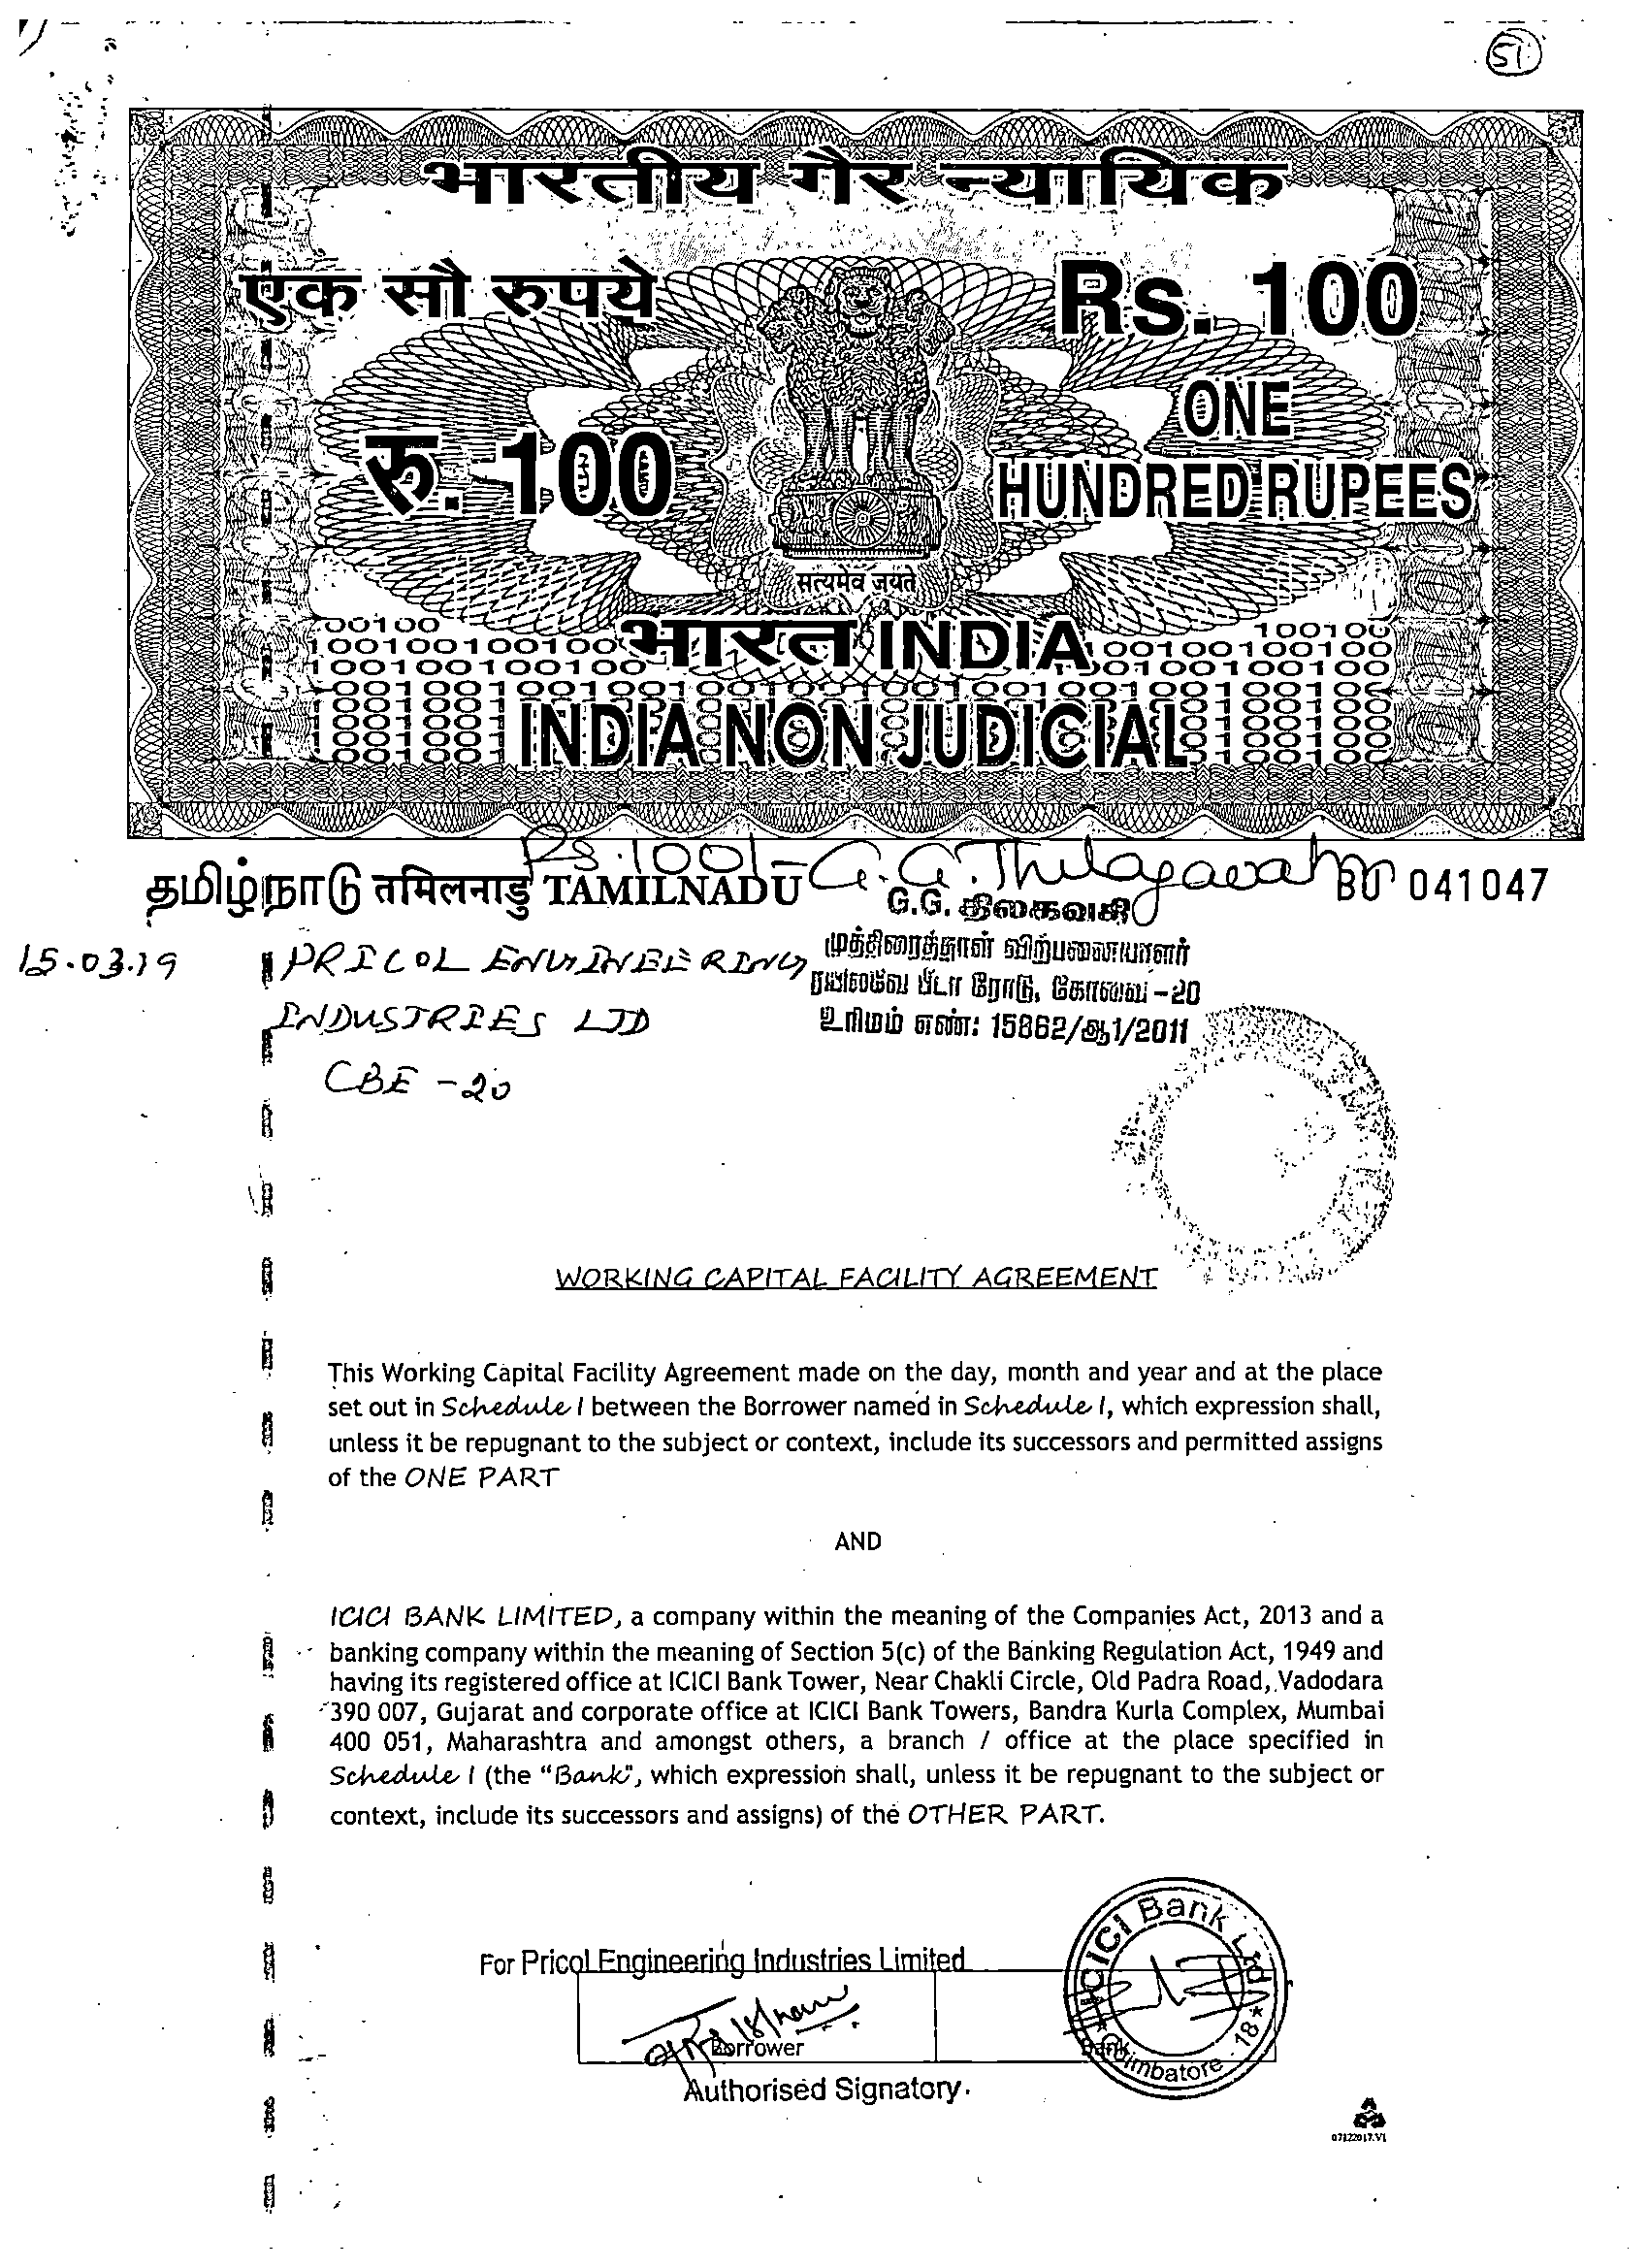 51
भारतीय गैर न्यायिक
एक सौ रुपये
Rs. 100
रु. 100
ONE
HUNDRED RUPEES
सत्यमेव जयते
भारत INDIA
INDIA NON JUDICIAL
Rs.100/- G.G.Thilagavathi
தமிழ்நாடு तमिलनाडु TAMILNADU
041047
G.G. திலகவதி
முத்திரைத்தாள் விற்பனையாளர்
பீடர் ரோடு, கோவை -20
உரிமம் எண்: 15862/ஆ1/2011
15.03.19
PRICOL ENGINEERING
INDUSTRIES LTD
CBE -20
WORKING CAPITAL FACILITY AGREEMENT
This Working Capital Facility Agreement made on the day, month and year and at the place
set out in Schedule I between the Borrower named in Schedule I, which expression shall,
unless it be repugnant to the subject or context, include its successors and permitted assigns
of the ONE PART
AND
ICICI BANK LIMITED, a company within the meaning of the Companies Act, 2013 and a
banking company within the meaning of Section 5(c) of the Banking Regulation Act, 1949 and
having its registered office at ICICI Bank Tower, Near Chakli Circle, Old Padra Road, Vadodara
390 007, Gujarat and corporate office at ICICI Bank Towers, Bandra Kurla Complex, Mumbai
400 051, Maharashtra and amongst others, a branch / office at the place specified in
Schedule I (the “Bank”, which expression shall, unless it be repugnant to the subject or
context, include its successors and assigns) of the OTHER PART.
For Pricol Engineering Industries Limited
Borrower
Authorised Signatory.
ICICI Bank Ltd
Bank
Coimbatore - 18
07122017.V1